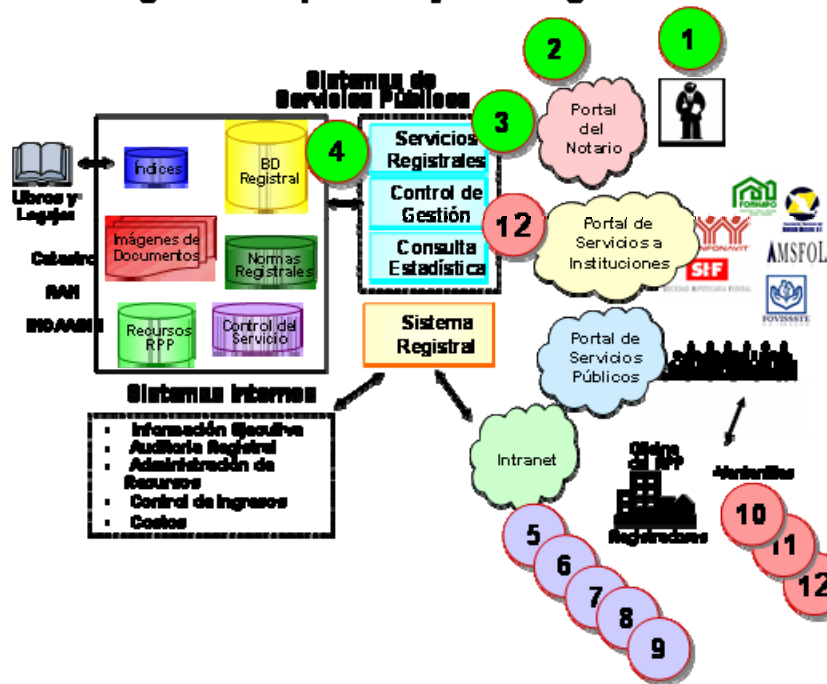 1
2
Sistemas de
Servicios Públicos
Portal
del
Notario
3
4
Servicios
Registrales
Índices
BD
Registral
Libros y
Legajos
Control de
Gestión
12
Portal de
Servicios a
Instituciones
FONHAPO
INFONAVIT
AMSFOL
SHF
SOCIEDAD HIPOTECARIA FEDERAL
FOVISSSTE
Imágenes de
Documentos
Normas
Registrales
Consulta
Estadística
Catastro
RAN
Recursos
RPP
Control del
Servicio
Sistema
Registral
Portal de
Servicios
Públicos
Sistemas Internos
· Información Ejecutiva
· Auditoría Registral
· Administración de
Recursos
· Control de Ingresos
· Costos
Intranet
Oficina
del RPP
Registradores
Ventanillas
5
6
7
8
9
10
11
12